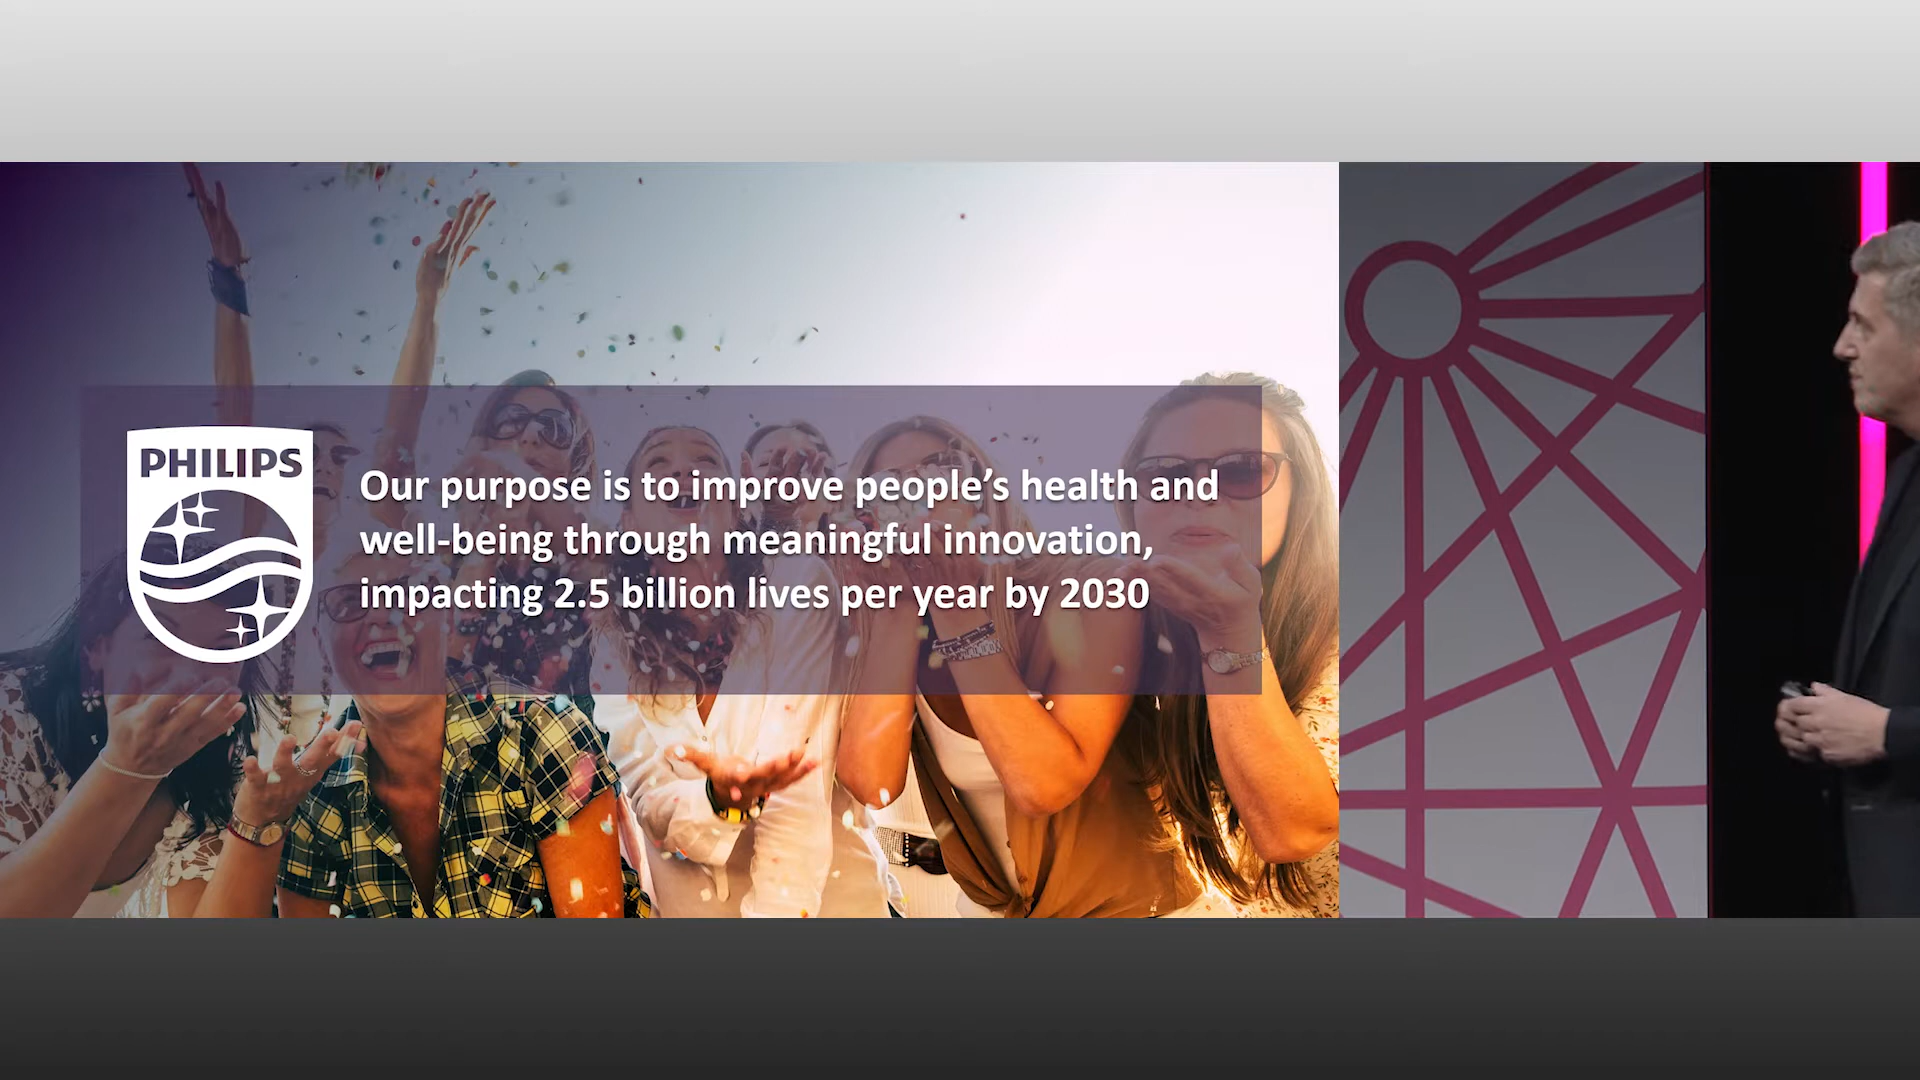 PHILIPS
Our purpose is to improve people’s health and
well-being through meaningful innovation,
impacting 2.5 billion lives per year by 2030